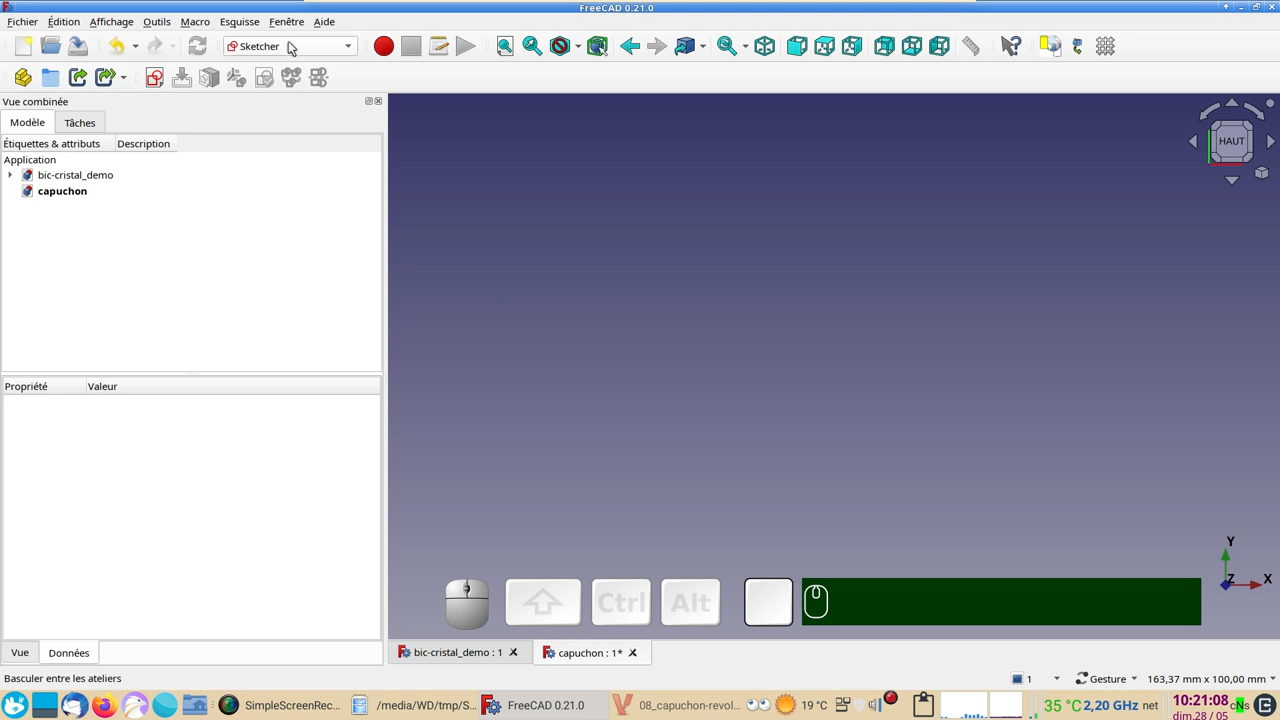 FreeCAD 0.21.0
Fichier Édition Affichage Outils Macro Esquisse Fenêtre Aide
Sketcher
Vue combinée
Modèle Tâches
Étiquettes & attributs Description
Application
bic-cristal_demo
capuchon
HAUT
Propriété Valeur
Y
Z X
Ctrl Alt
Vue Données
bic-cristal_demo : 1 capuchon : 1*
Basculer entre les ateliers
1 Gesture 163,37 mm x 100,00 mm
SimpleScreenRec... /media/WD/tmp/S... FreeCAD 0.21.0 08_capuchon-revol... 19 °C 35 °C 2,20 GHz net 10:21:08
dim.28 / 05